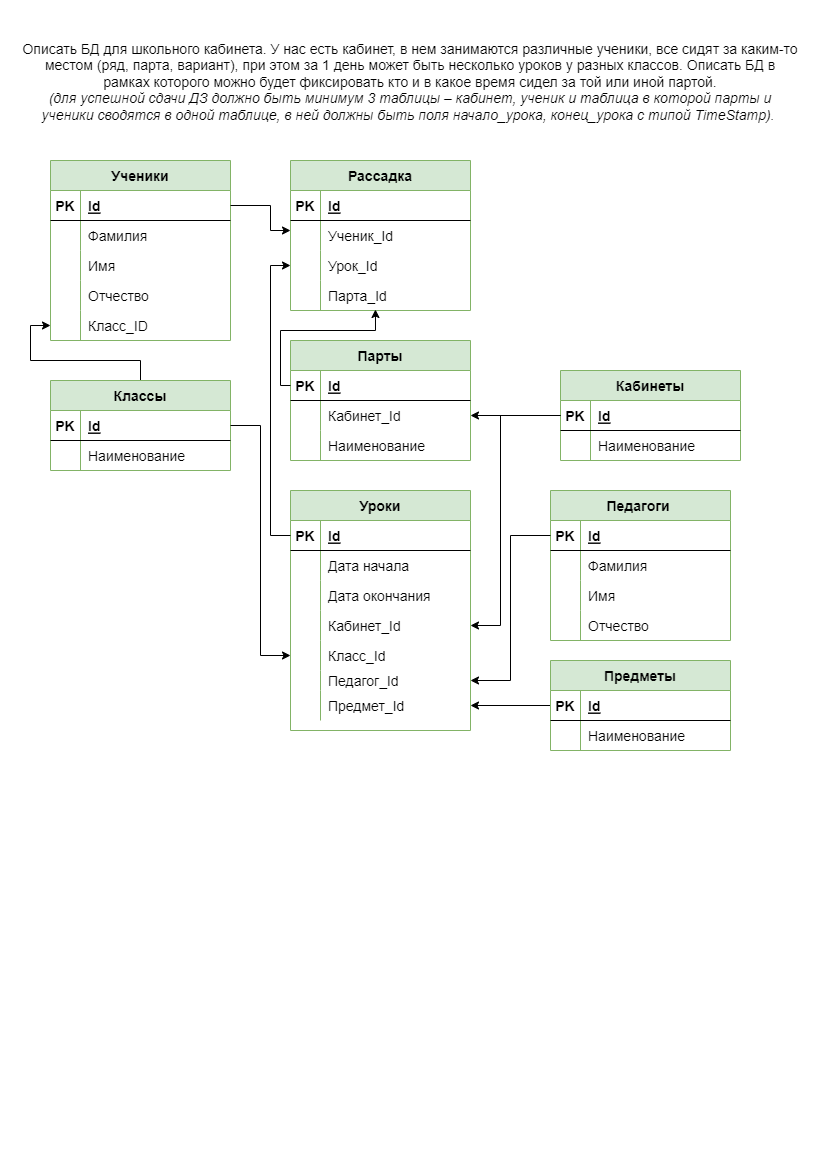 Описать БД для школьного кабинета. У нас есть кабинет, в нем занимаются различные ученики, все сидят за каким-то
местом (ряд, парта, вариант), при этом за 1 день может быть несколько уроков у разных классов. Описать БД в
рамках которого можно будет фиксировать кто и в какое время сидел за той или иной партой.
(для успешной сдачи ДЗ должно быть минимум 3 таблицы – кабинет, ученик и таблица в которой парты и
ученики сводятся в одной таблице, в ней должны быть поля начало_урока, конец_урока с типой TimeStamp).
Ученики
PK Id
Фамилия
Имя
Отчество
Класс_ID
Рассадка
PK Id
Ученик_Id
Урок_Id
Парта_Id
Классы
PK Id
Наименование
Парты
PK Id
Кабинет_Id
Наименование
Кабинеты
PK Id
Наименование
Уроки
PK Id
Дата начала
Дата окончания
Кабинет_Id
Класс_Id
Педагог_Id
Предмет_Id
Педагоги
PK Id
Фамилия
Имя
Отчество
Предметы
PK Id
Наименование